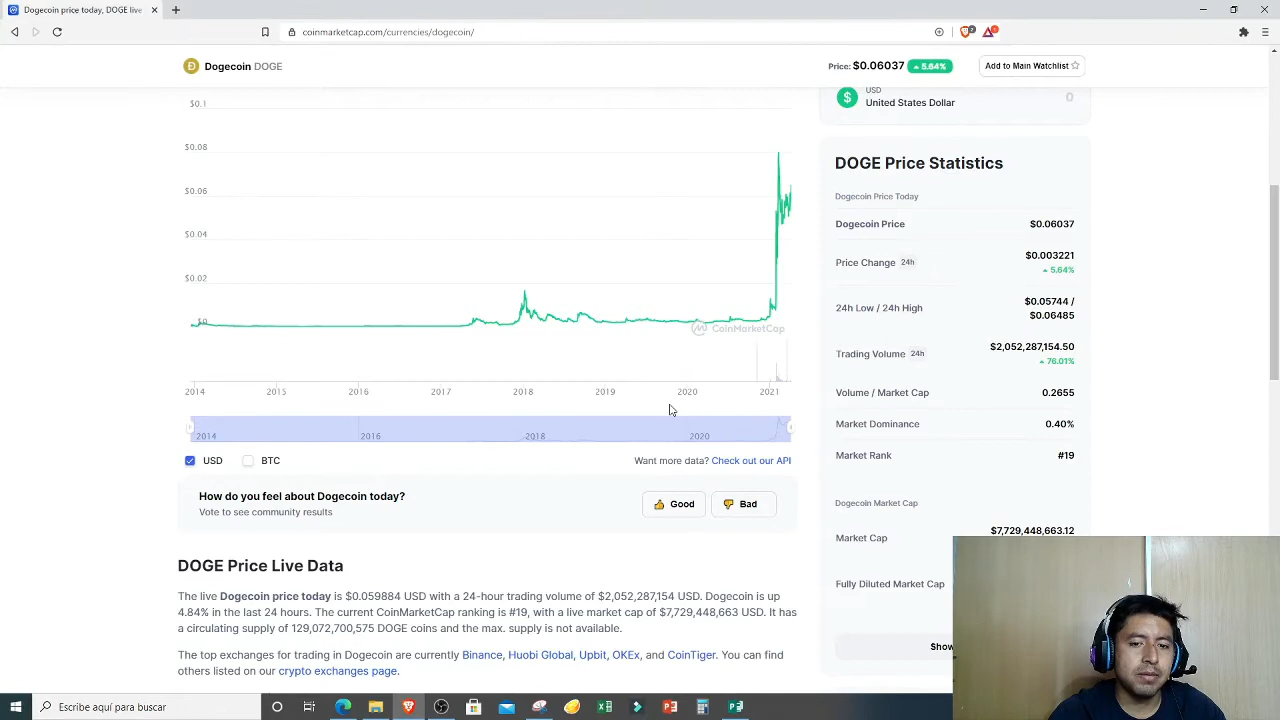 Dogecoin price today, DOGE live
coinmarketcap.com/currencies/dogecoin/
Dogecoin DOGE
Price: $0.06037 5.64%
Add to Main Watchlist
USD
United States Dollar
0
$0.1
$0.08
$0.06
$0.04
$0.02
$0
CoinMarketCap
2014 2015 2016 2017 2018 2019 2020 2021
2014 2016 2018 2020
USD BTC
Want more data? Check out our API
How do you feel about Dogecoin today?
Vote to see community results
Good Bad
DOGE Price Live Data
The live Dogecoin price today is $0.059884 USD with a 24-hour trading volume of $2,052,287,154 USD. Dogecoin is up
4.84% in the last 24 hours. The current CoinMarketCap ranking is #19, with a live market cap of $7,729,448,663 USD. It has
a circulating supply of 129,072,700,575 DOGE coins and the max. supply is not available.
The top exchanges for trading in Dogecoin are currently Binance, Huobi Global, Upbit, OKEx, and CoinTiger. You can find
others listed on our crypto exchanges page.
DOGE Price Statistics
Dogecoin Price Today
Dogecoin Price $0.06037
Price Change 24h $0.003221
5.64%
24h Low / 24h High $0.05744 /
$0.06485
Trading Volume 24h $2,052,287,154.50
76.01%
Volume / Market Cap 0.2655
Market Dominance 0.40%
Market Rank #19
Dogecoin Market Cap
Market Cap $7,729,448,663.12
Fully Diluted Market Cap
Show
Escribe aquí para buscar